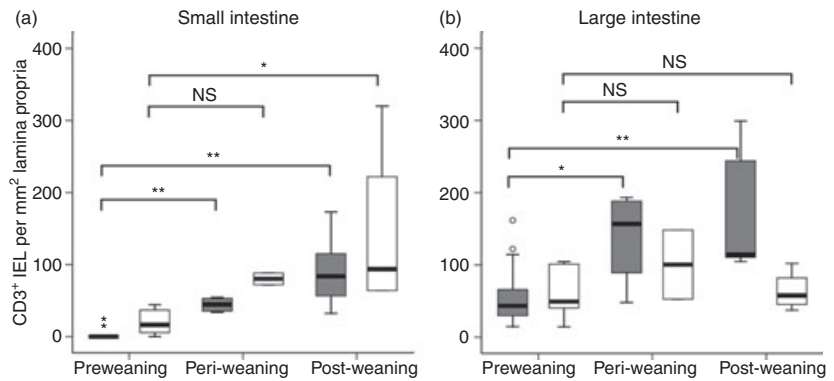 (a) Small intestine
CD3⁺ IEL per mm² lamina propria
400
300
200
100
0
*
NS
**
**
*
*
Preweaning Peri-weaning Post-weaning
(b) Large intestine
400
300
200
100
0
NS
NS
**
*
Preweaning Peri-weaning Post-weaning